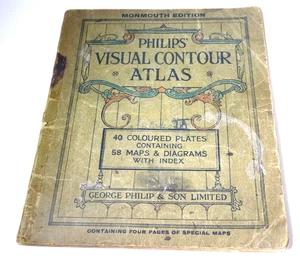 MONMOUTH EDITION
PHILIPS'
VISUAL CONTOUR
ATLAS
40 COLOURED PLATES
CONTAINING
58 MAPS & DIAGRAMS
WITH INDEX
GEORGE PHILIP & SON LIMITED
CONTAINING FOUR PAGES OF SPECIAL MAPS